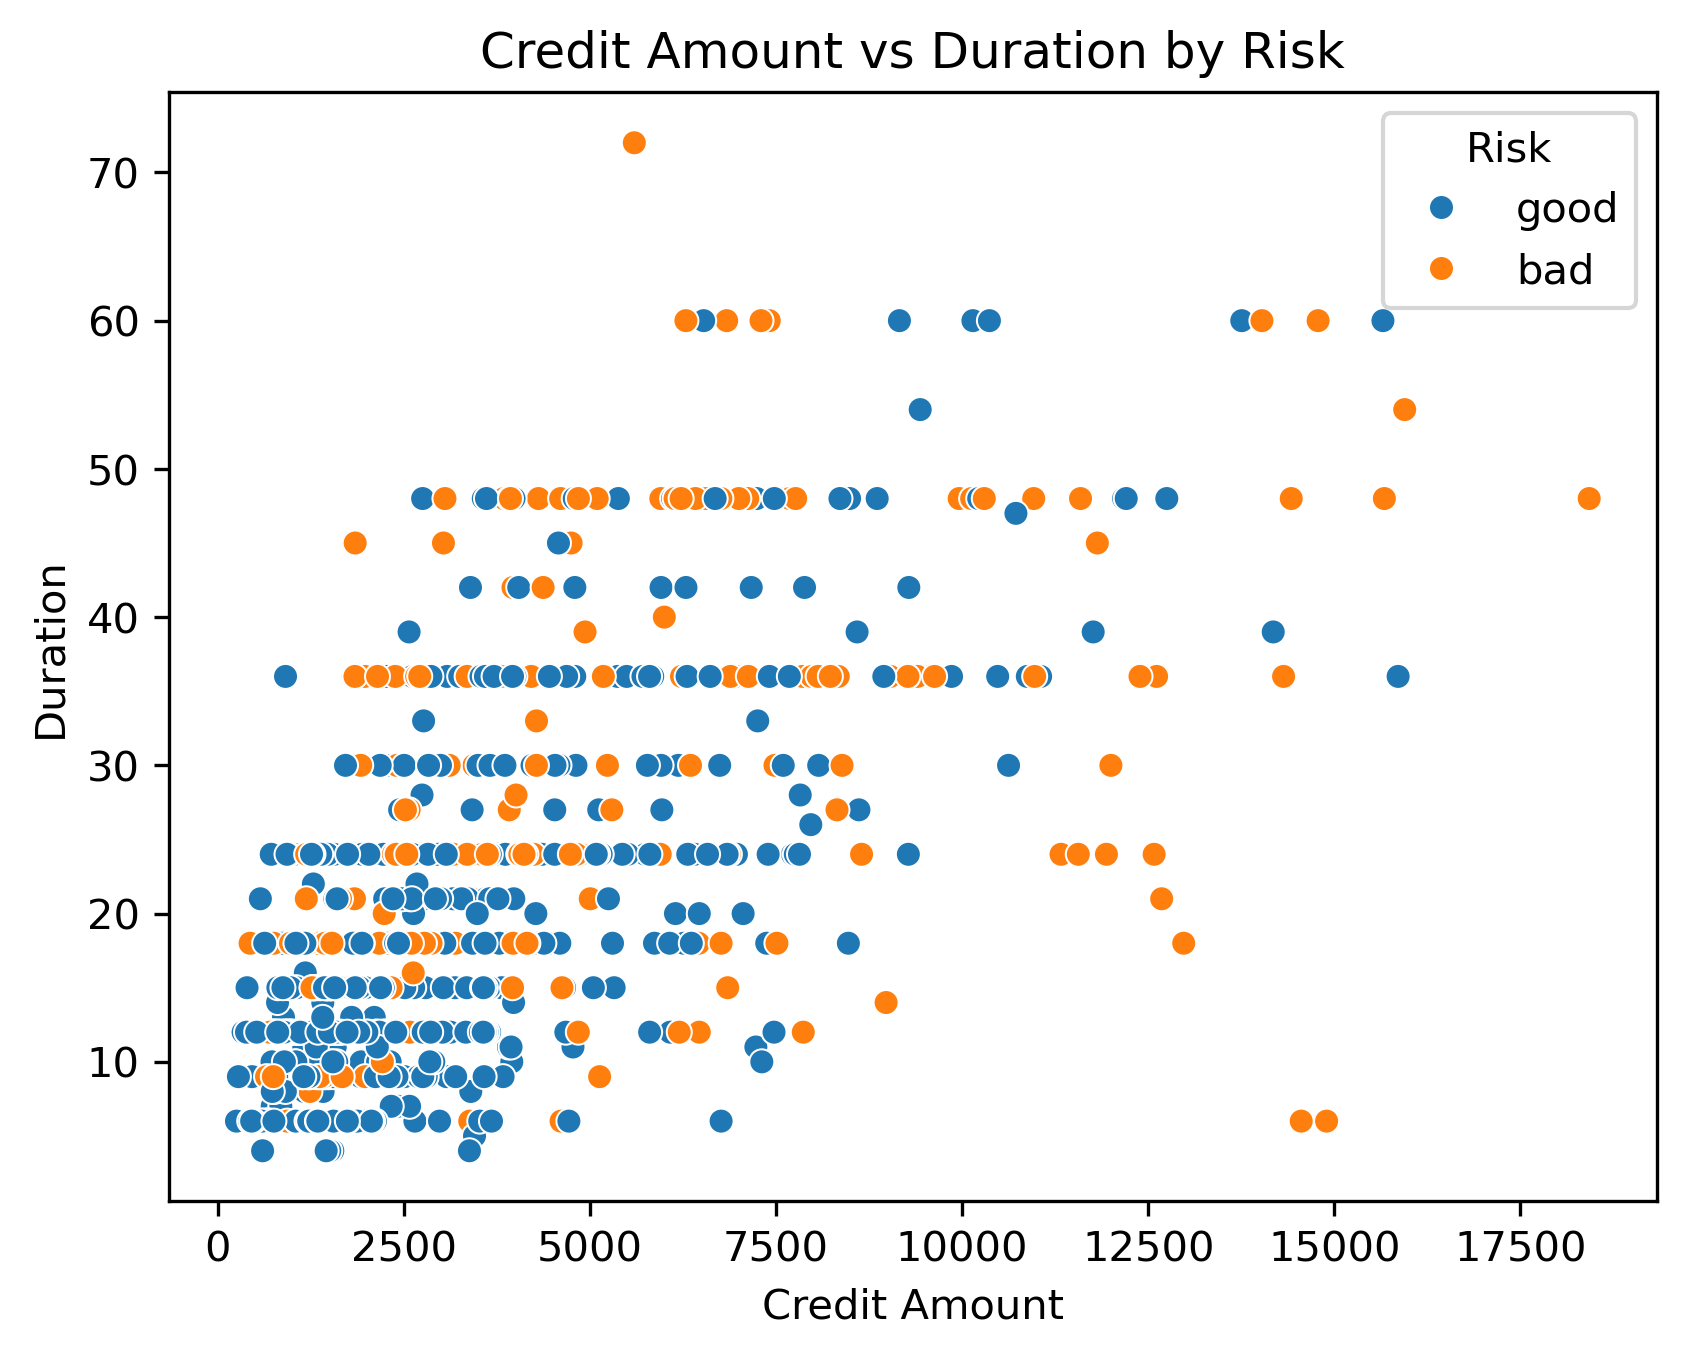 Credit Amount vs Duration by Risk
Risk
good
bad
70
60
50
40
30
20
10
Duration
0 2500 5000 7500 10000 12500 15000 17500
Credit Amount